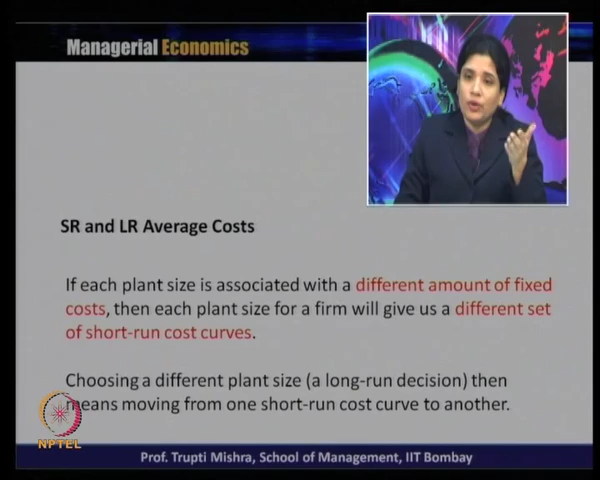 Managerial Economics
SR and LR Average Costs
If each plant size is associated with a different amount of fixed
costs, then each plant size for a firm will give us a different set
of short-run cost curves.
Choosing a different plant size (a long-run decision) then
means moving from one short-run cost curve to another.
NPTEL
Prof. Trupti Mishra, School of Management, IIT Bombay